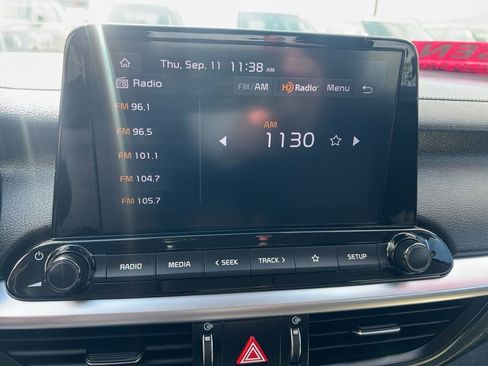 Thu, Sep. 11 11:38 AM
Radio FM/AM HD Radio Menu
FM 96.1
FM 96.5
FM 101.1
FM 104.7
FM 105.7
AM
1130
RADIO MEDIA < SEEK TRACK > SETUP